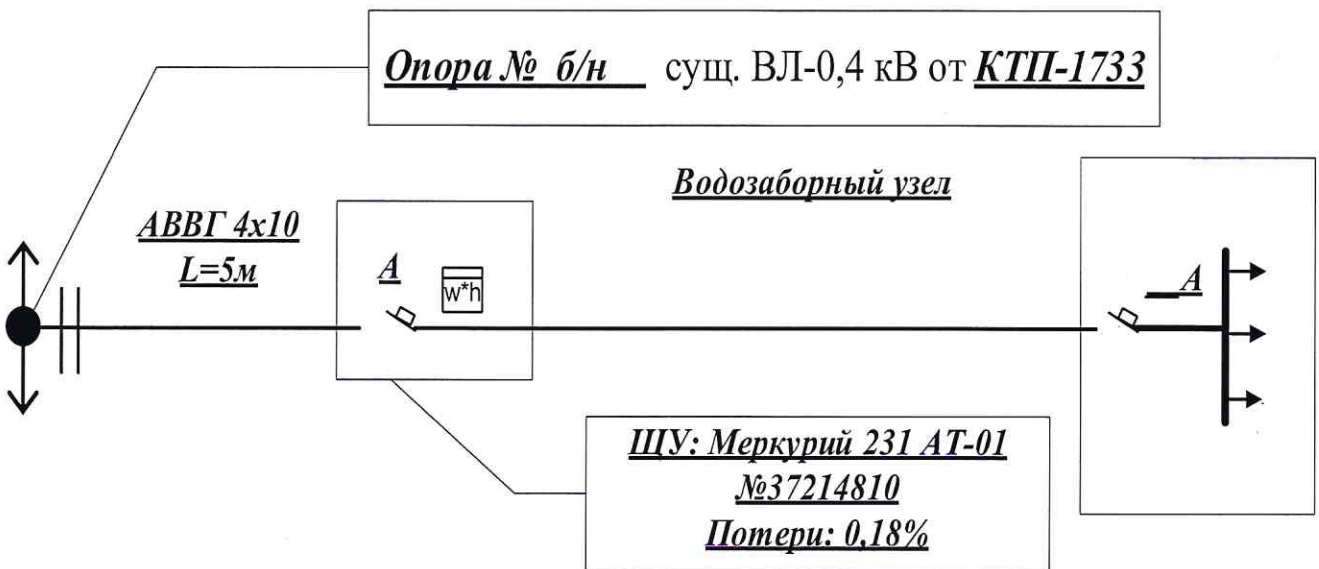 Опора № б/н сущ. ВЛ-0,4 кВ от КТП-1733
Водозаборный узел
АВВГ 4х10
L=5м
А
w*h
А
ЩУ: Меркурий 231 АТ-01
№37214810
Потери: 0,18%